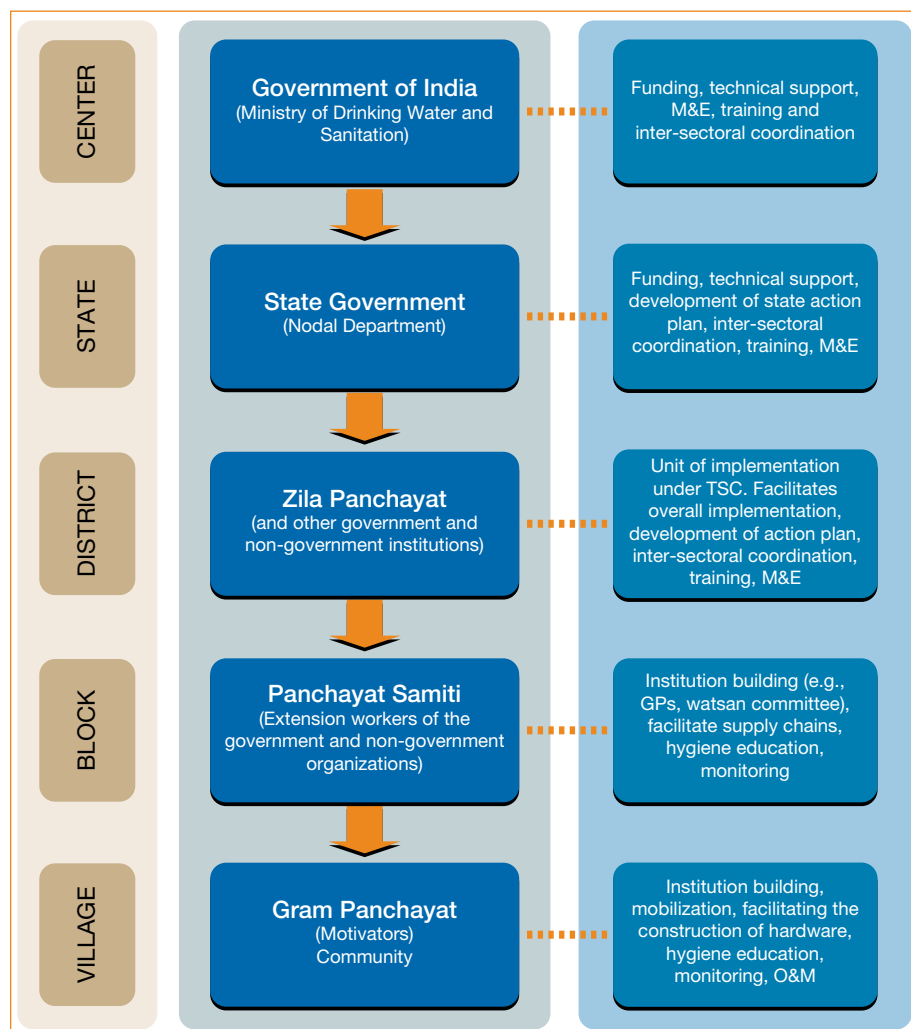 CENTER
Government of India
(Ministry of Drinking Water and
Sanitation)
Funding, technical support,
M&E, training and
inter-sectoral coordination
STATE
State Government
(Nodal Department)
Funding, technical support,
development of state action
plan, inter-sectoral
coordination, training, M&E
DISTRICT
Zila Panchayat
(and other government and
non-government institutions)
Unit of implementation
under TSC. Facilitates
overall implementation,
development of action plan,
inter-sectoral coordination,
training, M&E
BLOCK
Panchayat Samiti
(Extension workers of the
government and non-government
organizations)
Institution building (e.g.,
GPs, watsan committee),
facilitate supply chains,
hygiene education,
monitoring
VILLAGE
Gram Panchayat
(Motivators)
Community
Institution building,
mobilization, facilitating the
construction of hardware,
hygiene education,
monitoring, O&M